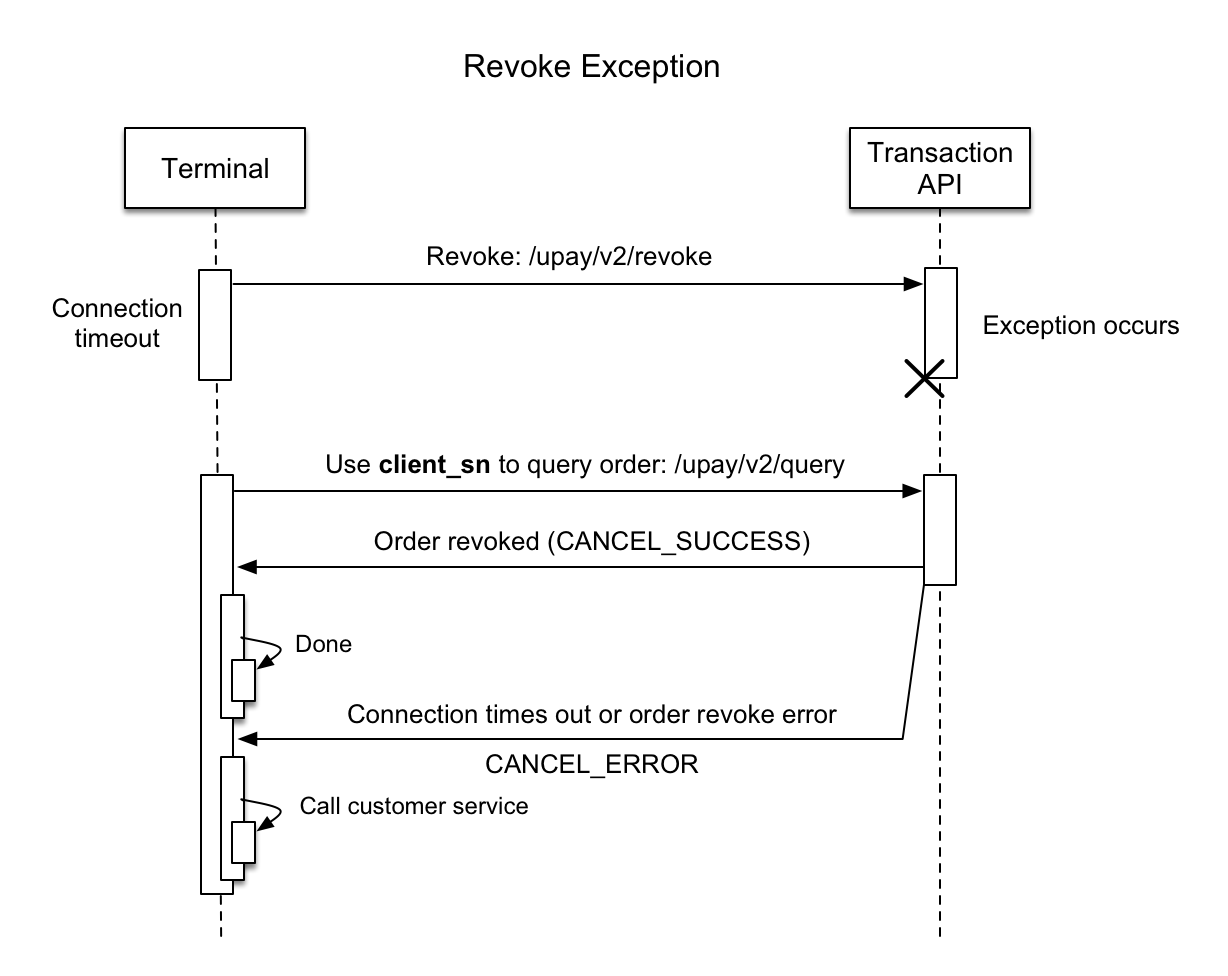 Revoke Exception
Terminal
Transaction
API
Revoke: /upay/v2/revoke
Connection
timeout
Exception occurs
Use client_sn to query order: /upay/v2/query
Order revoked (CANCEL_SUCCESS)
Done
Connection times out or order revoke error
CANCEL_ERROR
Call customer service